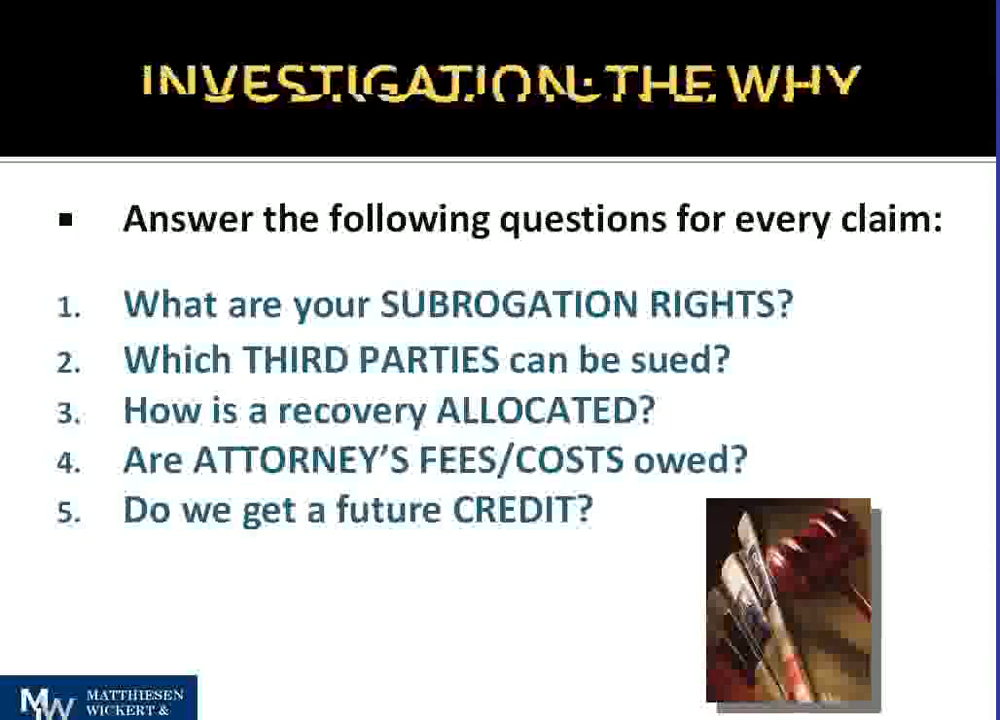 INVESTIGATION: THE WHY
▪ Answer the following questions for every claim:
1. What are your SUBROGATION RIGHTS?
2. Which THIRD PARTIES can be sued?
3. How is a recovery ALLOCATED?
4. Are ATTORNEY'S FEES/COSTS owed?
5. Do we get a future CREDIT?
MW MATTHIESEN
WICKERT &